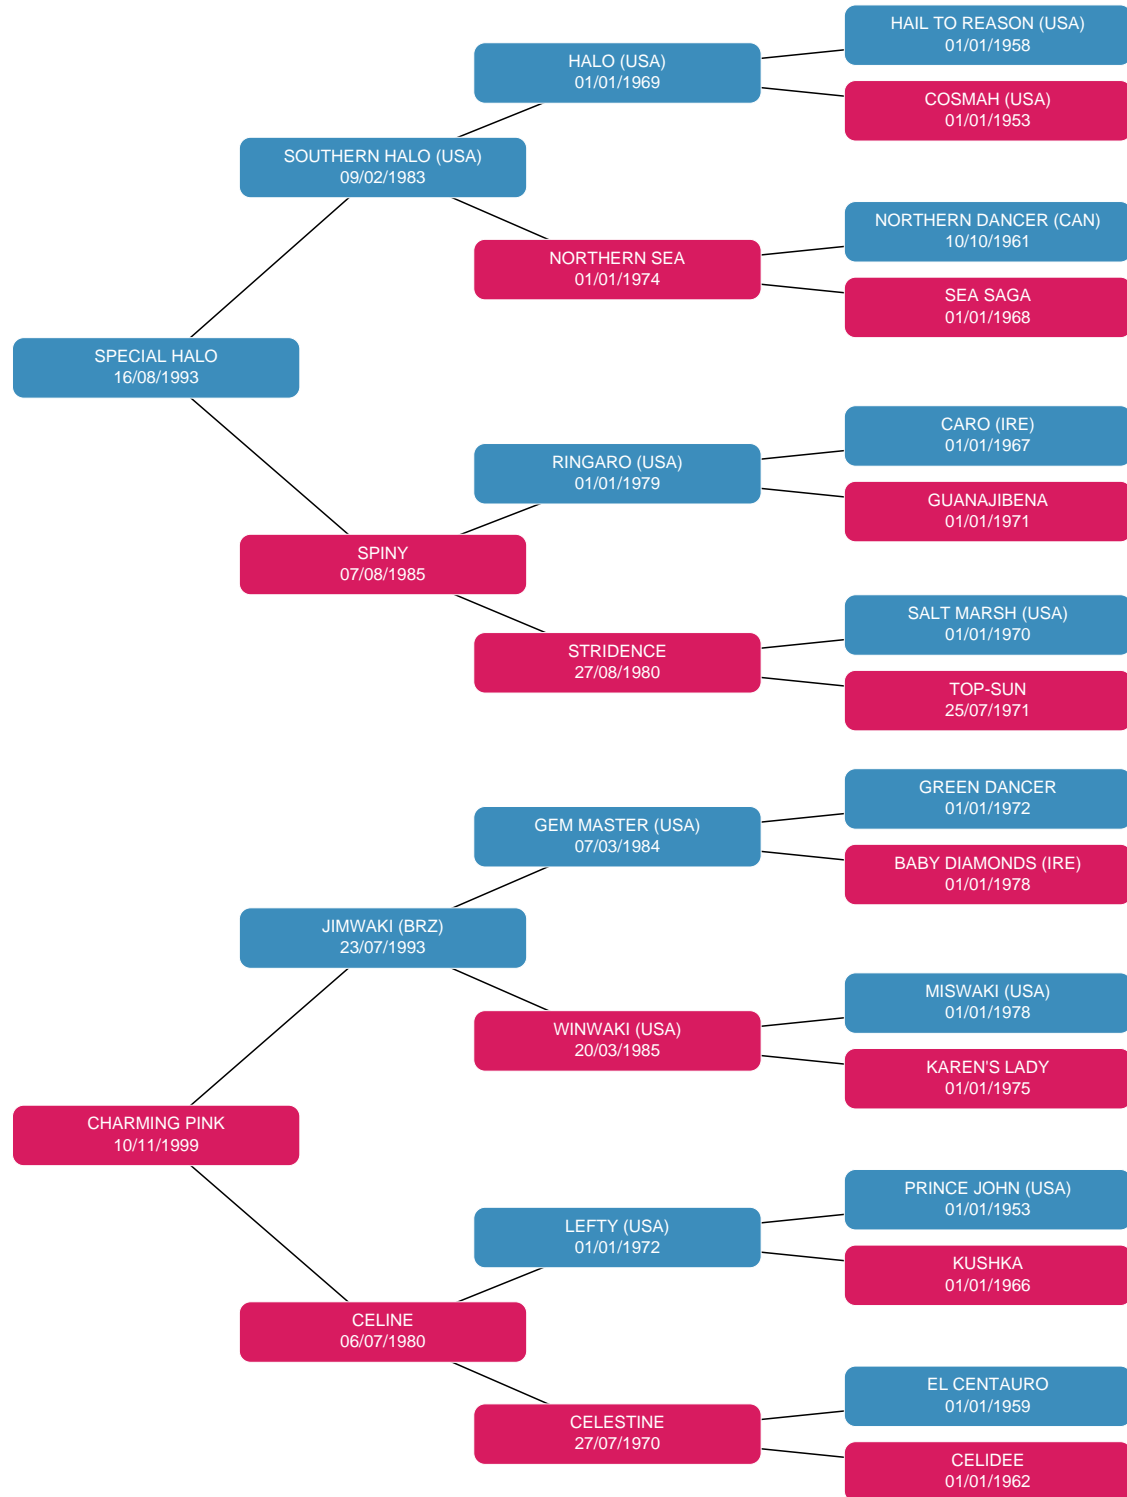 HAIL TO REASON (USA)
01/01/1958
HALO (USA)
01/01/1969
COSMAH (USA)
01/01/1953
SOUTHERN HALO (USA)
09/02/1983
NORTHERN DANCER (CAN)
10/10/1961
NORTHERN SEA
01/01/1974
SEA SAGA
01/01/1968
SPECIAL HALO
16/08/1993
CARO (IRE)
01/01/1967
RINGARO (USA)
01/01/1979
GUANAJIBENA
01/01/1971
SPINY
07/08/1985
SALT MARSH (USA)
01/01/1970
STRIDENCE
27/08/1980
TOP-SUN
25/07/1971
GREEN DANCER
01/01/1972
GEM MASTER (USA)
07/03/1984
BABY DIAMONDS (IRE)
01/01/1978
JIMWAKI (BRZ)
23/07/1993
MISWAKI (USA)
01/01/1978
WINWAKI (USA)
20/03/1985
KAREN'S LADY
01/01/1975
CHARMING PINK
10/11/1999
PRINCE JOHN (USA)
01/01/1953
LEFTY (USA)
01/01/1972
KUSHKA
01/01/1966
CELINE
06/07/1980
EL CENTAURO
01/01/1959
CELESTINE
27/07/1970
CELIDEE
01/01/1962